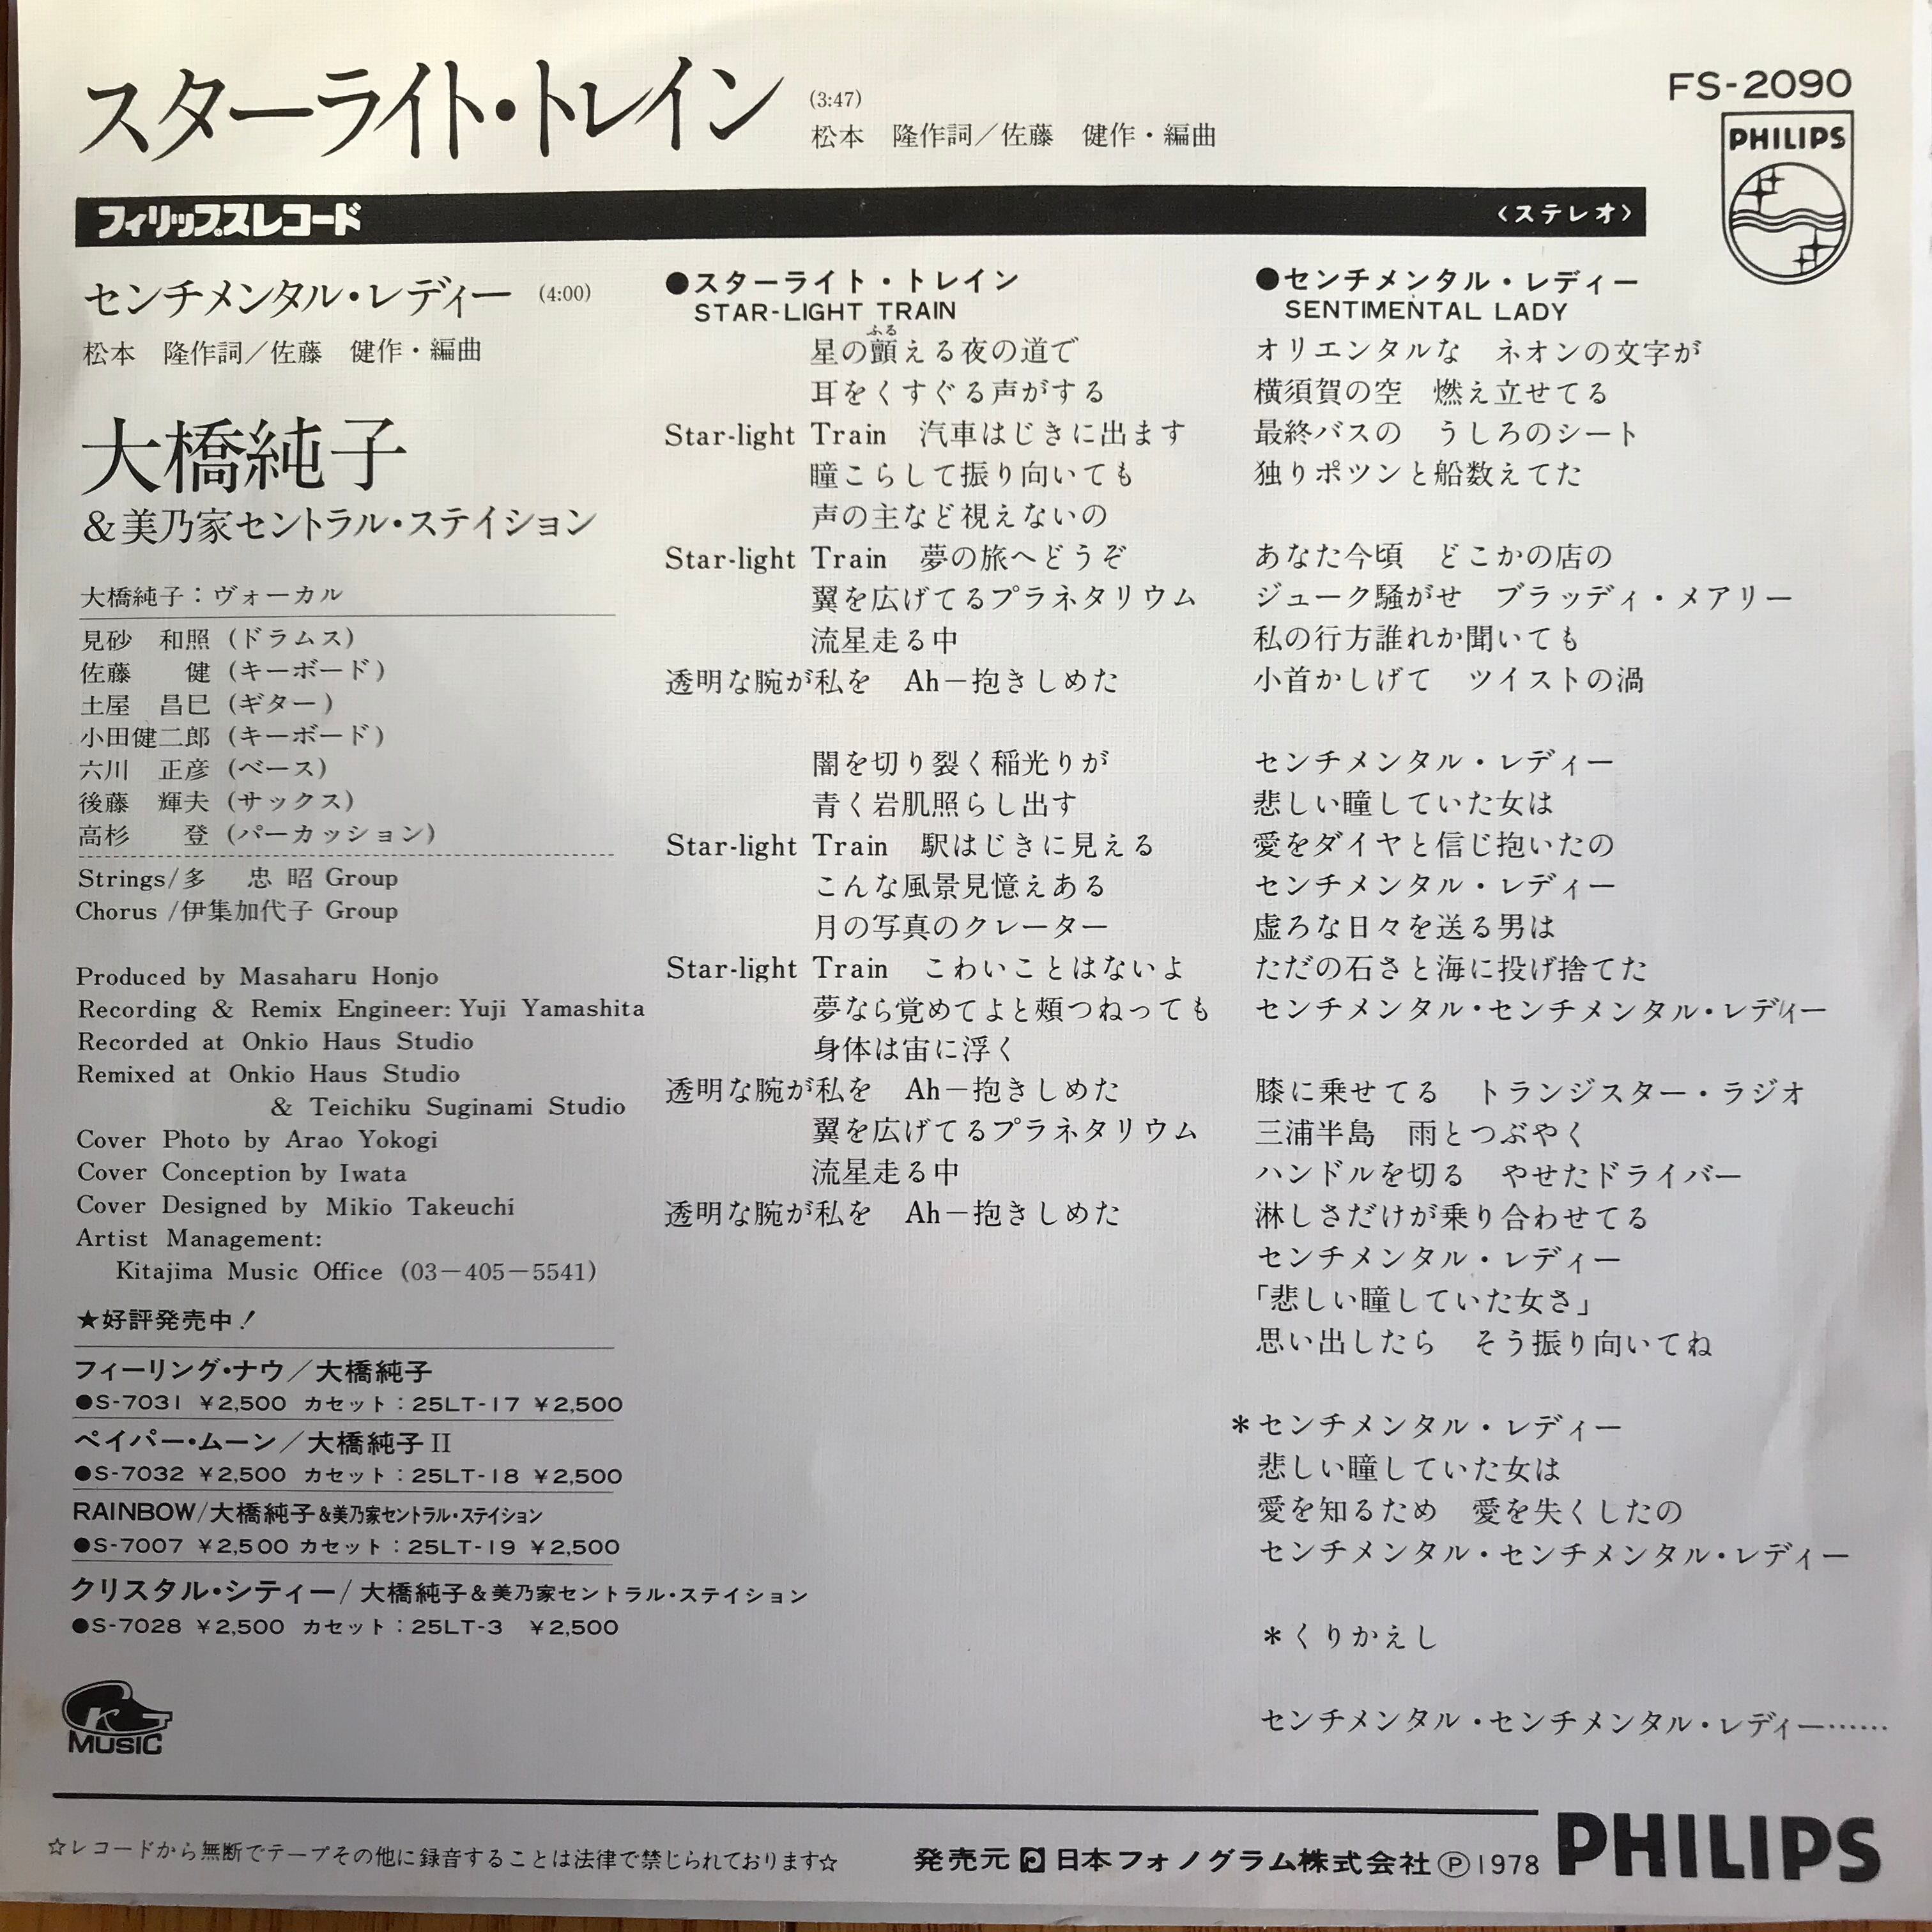 スターライト・トレイン (3:47)
松本 隆作詞／佐藤 健作・編曲
FS-2090
PHILIPS
フィリップスレコード 〈ステレオ〉
センチメンタル・レディー (4:00)
松本 隆作詞／佐藤 健作・編曲
大橋純子
&美乃家セントラル・ステイション
大橋純子：ヴォーカル
見砂 和照 (ドラムス)
佐藤 健 (キーボード)
土屋 昌巳 (ギター)
小田健二郎 (キーボード)
六川 正彦 (ベース)
後藤 輝夫 (サックス)
高杉 登 (パーカッション)
Strings/多 忠昭 Group
Chorus /伊集加代子 Group
Produced by Masaharu Honjo
Recording & Remix Engineer: Yuji Yamashita
Recorded at Onkio Haus Studio
Remixed at Onkio Haus Studio
& Teichiku Suginami Studio
Cover Photo by Arao Yokogi
Cover Conception by Iwata
Cover Designed by Mikio Takeuchi
Artist Management:
Kitajima Music Office (03－405－5541)
★好評発売中！
フィーリング・ナウ／大橋純子
●S-7031 ¥2,500 カセット：25LT-17 ¥2,500
ペイパー・ムーン／大橋純子II
●S-7032 ¥2,500 カセット：25LT-18 ¥2,500
RAINBOW/大橋純子&美乃家セントラル・ステイション
●S-7007 ¥2,500 カセット：25LT-19 ¥2,500
クリスタル・シティー/大橋純子&美乃家セントラル・ステイション
●S-7028 ¥2,500 カセット：25LT-3 ¥2,500
K MUSIC
●スターライト・トレイン
STAR-LIGHT TRAIN
ふる
星の顫える夜の道で
耳をくすぐる声がする
Star-light Train 汽車はじきに出ます
瞳こらして振り向いても
声の主など視えないの
Star-light Train 夢の旅へどうぞ
翼を広げてるプラネタリウム
流星走る中
透明な腕が私を Ah－抱きしめた
闇を切り裂く稲光りが
青く岩肌照らし出す
Star-light Train 駅はじきに見える
こんな風景見憶えある
月の写真のクレーター
Star-light Train こわいことはないよ
夢なら覚めてよと頰つねっても
身体は宙に浮く
透明な腕が私を Ah－抱きしめた
翼を広げてるプラネタリウム
流星走る中
透明な腕が私を Ah－抱きしめた
●センチメンタル・レディー
SENTIMENTAL LADY
オリエンタルな ネオンの文字が
横須賀の空 燃え立せてる
最終バスの うしろのシート
独りポツンと船数えてた
あなた今頃 どこかの店の
ジューク騒がせ ブラッディ・メアリー
私の行方誰れか聞いても
小首かしげて ツイストの渦
センチメンタル・レディー
悲しい瞳していた女は
愛をダイヤと信じ抱いたの
センチメンタル・レディー
虚ろな日々を送る男は
ただの石さと海に投げ捨てた
センチメンタル・センチメンタル・レディー
膝に乗せてる トランジスター・ラジオ
三浦半島 雨とつぶやく
ハンドルを切る やせたドライバー
淋しさだけが乗り合わせてる
センチメンタル・レディー
「悲しい瞳していた女さ」
思い出したら そう振り向いてね
＊センチメンタル・レディー
悲しい瞳していた女は
愛を知るため 愛を失くしたの
センチメンタル・センチメンタル・レディー
＊くりかえし
センチメンタル・センチメンタル・レディー……
☆レコードから無断でテープその他に録音することは法律で禁じられております☆
発売元 日本フォノグラム株式会社Ⓟ1978
PHILIPS